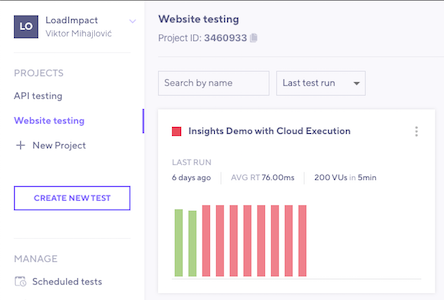 LO
LoadImpact
Viktor Mihajlović
PROJECTS
API testing
Website testing
New Project
CREATE NEW TEST
MANAGE
Scheduled tests
Website testing
Project ID: 3460933
Search by name
Last test run
Insights Demo with Cloud Execution
LAST RUN
6 days ago
AVG RT 76.00ms
200 VUs in 5min